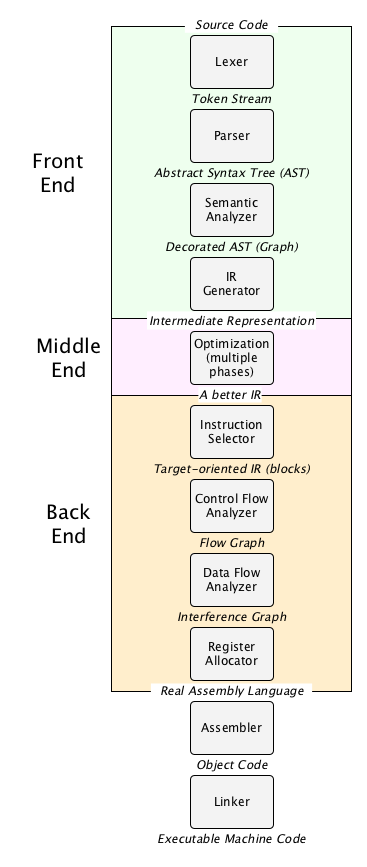 Source Code
Lexer
Token Stream
Parser
Abstract Syntax Tree (AST)
Front
End
Semantic
Analyzer
Decorated AST (Graph)
IR
Generator
Intermediate Representation
Middle
End
Optimization
(multiple
phases)
A better IR
Instruction
Selector
Target-oriented IR (blocks)
Back
End
Control Flow
Analyzer
Flow Graph
Data Flow
Analyzer
Interference Graph
Register
Allocator
Real Assembly Language
Assembler
Object Code
Linker
Executable Machine Code